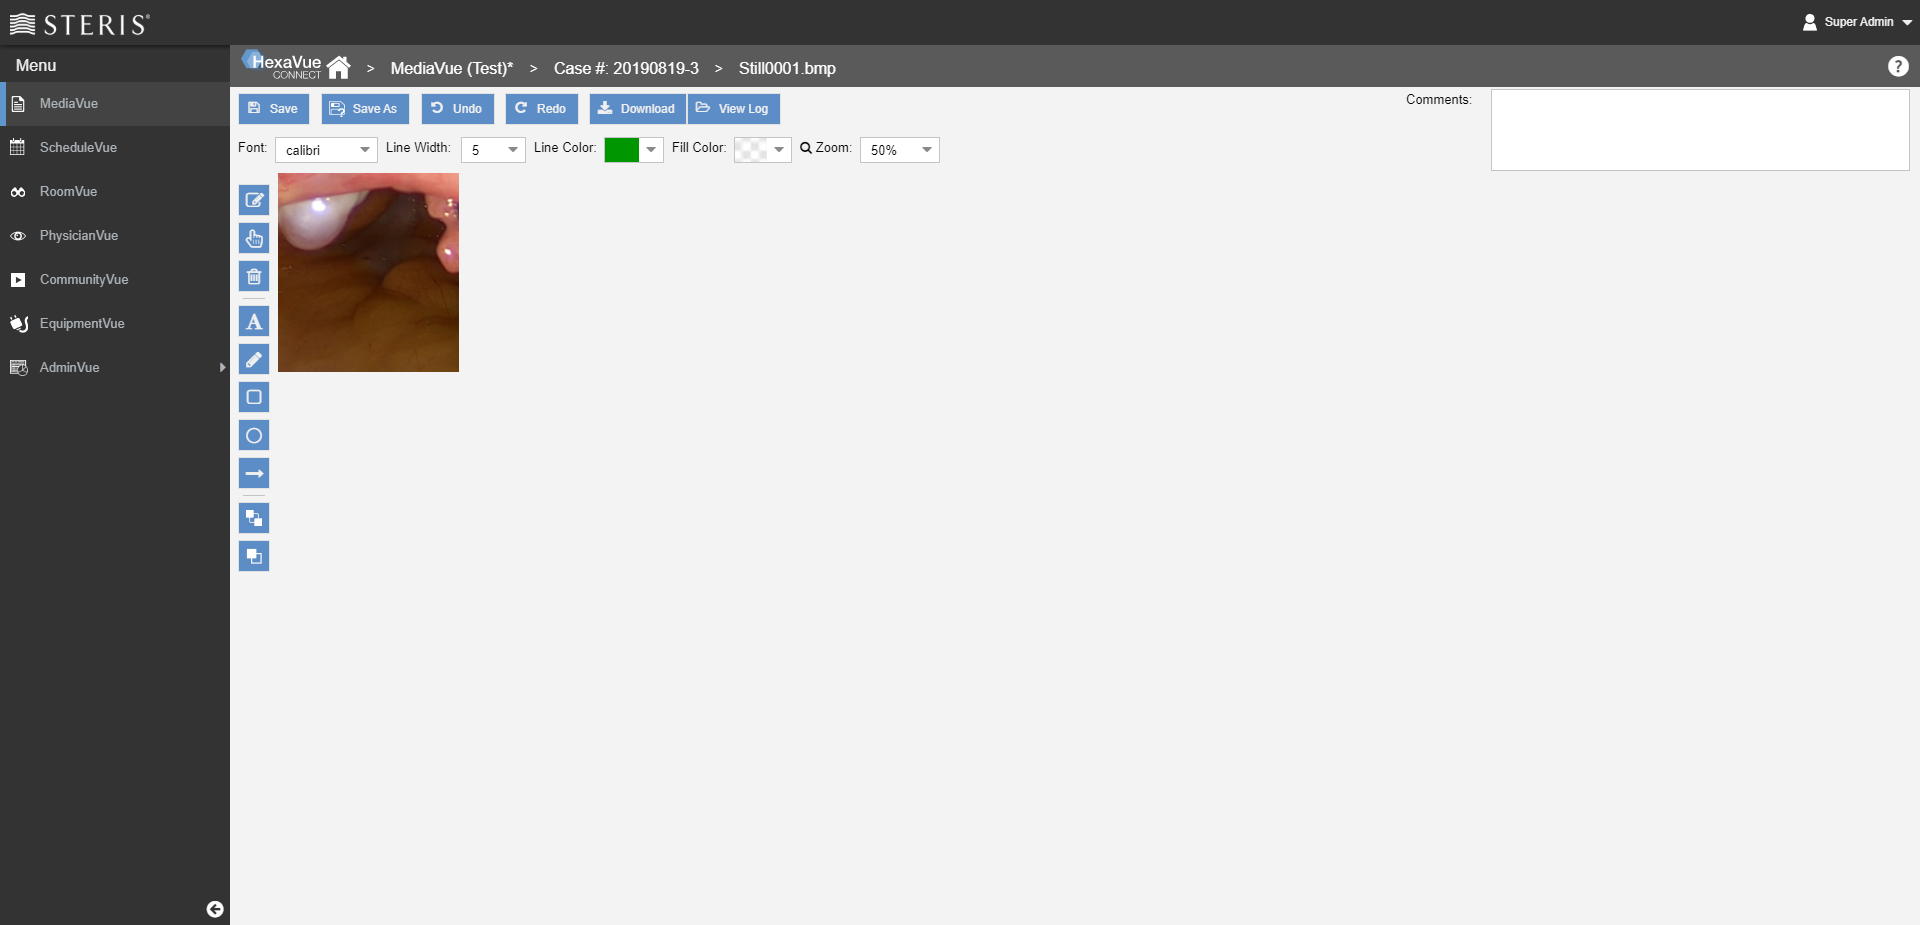 STERIS®
Super Admin
Menu
HexaVue
CONNECT
> MediaVue (Test)* > Case #: 20190819-3 > Still0001.bmp
?
MediaVue
ScheduleVue
RoomVue
PhysicianVue
CommunityVue
EquipmentVue
AdminVue
Save Save As Undo Redo Download View Log
Comments:
Font: calibri Line Width: 5 Line Color: Fill Color: Zoom: 50%
A